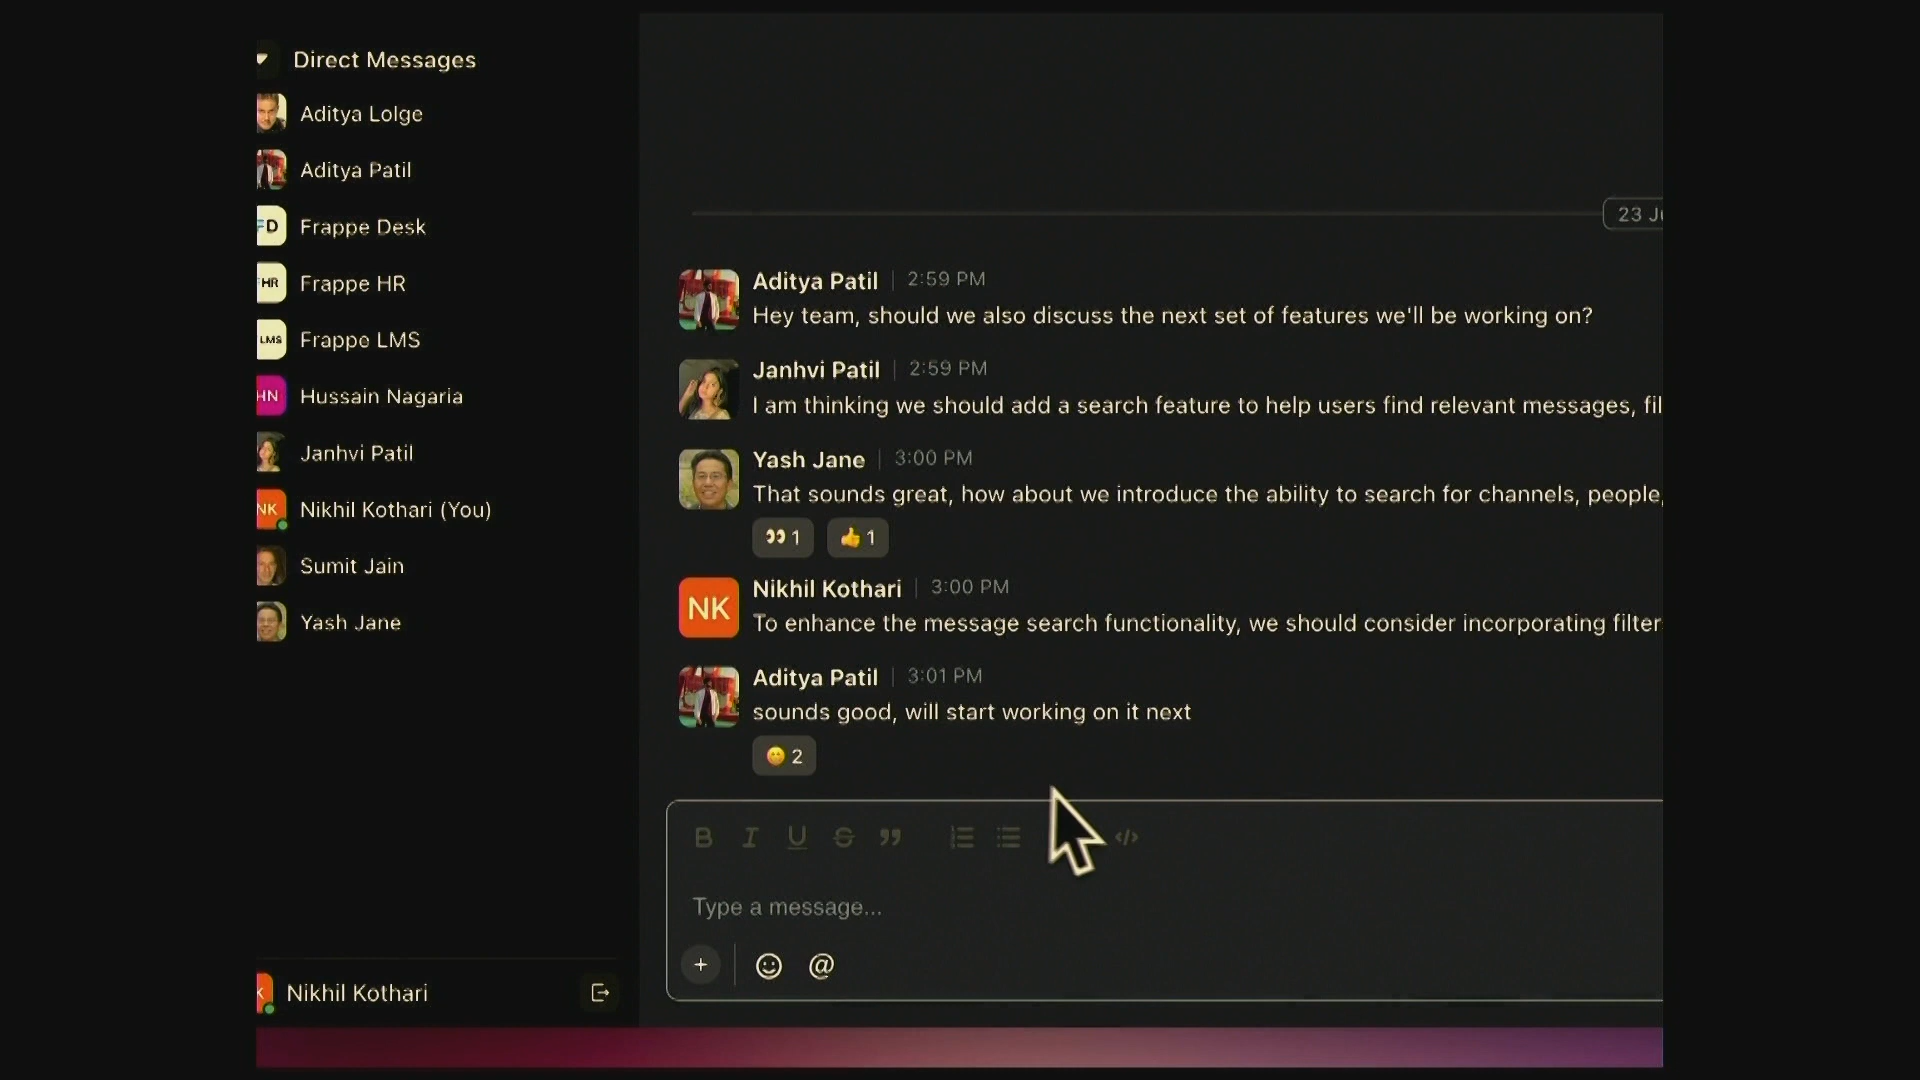 Direct Messages
Aditya Lolge
Aditya Patil
FD Frappe Desk
HR Frappe HR
LMS Frappe LMS
HN Hussain Nagaria
Janhvi Patil
NK Nikhil Kothari (You)
Sumit Jain
Yash Jane
K Nikhil Kothari
23
Aditya Patil | 2:59 PM
Hey team, should we also discuss the next set of features we'll be working on?
Janhvi Patil | 2:59 PM
I am thinking we should add a search feature to help users find relevant messages, fil
Yash Jane | 3:00 PM
That sounds great, how about we introduce the ability to search for channels, people,
👀 1 👍 1
NK Nikhil Kothari | 3:00 PM
To enhance the message search functionality, we should consider incorporating filter
Aditya Patil | 3:01 PM
sounds good, will start working on it next
😋 2
B I U S
Type a message...
+ @